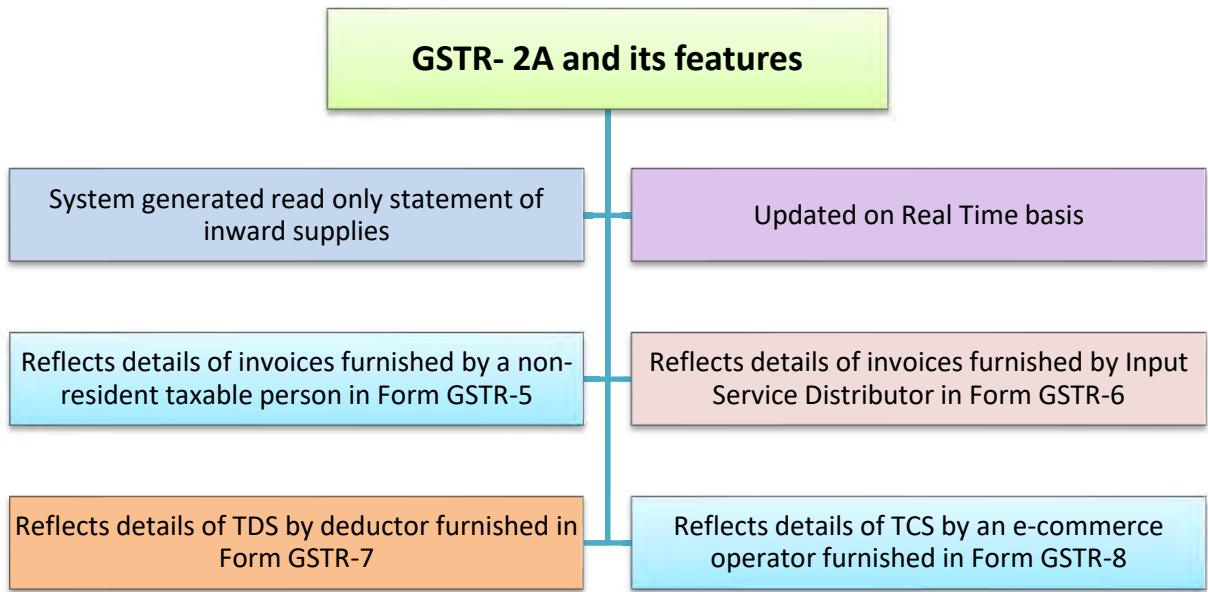 GSTR- 2A and its features
System generated read only statement of
inward supplies
Updated on Real Time basis
Reflects details of invoices furnished by a non-
resident taxable person in Form GSTR-5
Reflects details of invoices furnished by Input
Service Distributor in Form GSTR-6
Reflects details of TDS by deductor furnished in
Form GSTR-7
Reflects details of TCS by an e-commerce
operator furnished in Form GSTR-8